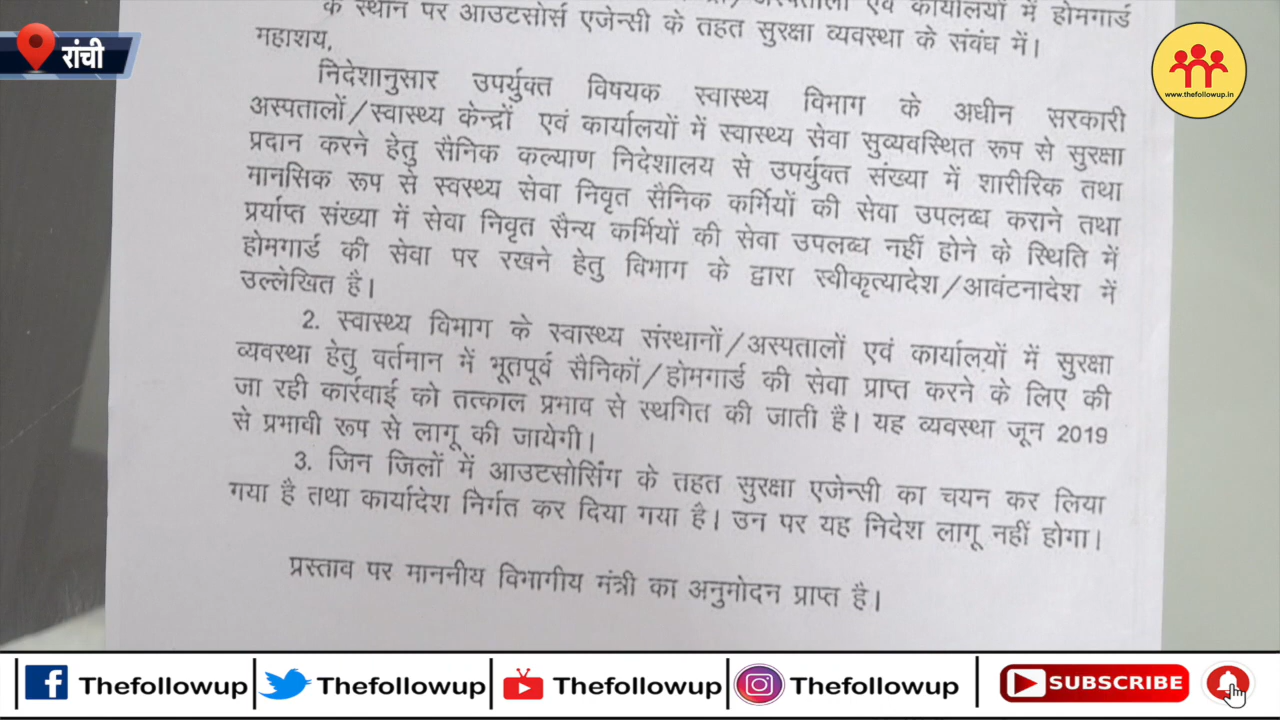 एवं कार्यालयों में होमगार्ड
के स्थान पर आउटसोर्स एजेन्सी के तहत सुरक्षा व्यवस्था के संबंध में।
महाशय,
निदेशानुसार उपर्युक्त विषयक स्वास्थ्य विभाग के अधीन सरकारी
अस्पतालों/स्वास्थ्य केन्द्रों एवं कार्यालयों में स्वास्थ्य सेवा सुव्यवस्थित रूप से सुरक्षा
प्रदान करने हेतु सैनिक कल्याण निदेशालय से उपर्युक्त संख्या में शारीरिक तथा
मानसिक रूप से स्वस्थ्य सेवा निवृत सैनिक कर्मियों की सेवा उपलब्ध कराने तथा
प्रर्याप्त संख्या में सेवा निवृत सैन्य कर्मियों की सेवा उपलब्ध नहीं होने के स्थिति में
होमगार्ड की सेवा पर रखने हेतु विभाग के द्वारा स्वीकृत्यादेश/आवंटनादेश में
उल्लेखित है।
2. स्वास्थ्य विभाग के स्वास्थ्य संस्थानों/अस्पतालों एवं कार्यालयों में सुरक्षा
व्यवस्था हेतु वर्तमान में भूतपूर्व सैनिकों/होमगार्ड की सेवा प्राप्त करने के लिए की
जा रही कार्रवाई को तत्काल प्रभाव से स्थगित की जाती है। यह व्यवस्था जून 2019
से प्रभावी रूप से लागू की जायेगी।
3. जिन जिलों में आउटसोर्सिंग के तहत सुरक्षा एजेन्सी का चयन कर लिया
गया है तथा कार्यादेश निर्गत कर दिया गया है। उन पर यह निदेश लागू नहीं होगा।
प्रस्ताव पर माननीय विभागीय मंत्री का अनुमोदन प्राप्त है।
रांची
www.thefollowup.in
Thefollowup Thefollowup Thefollowup Thefollowup SUBSCRIBE